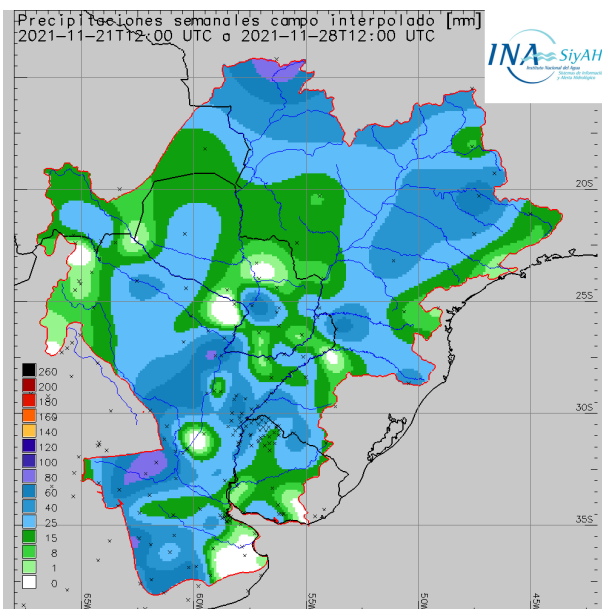 Precipitaciones semanales campo interpolado [mm]
2021-11-21T12:00 UTC a 2021-11-28T12:00 UTC
INA SiyAH
Instituto Nacional del Agua
Sistemas de Información
y Alerta Hidrológico
20S
25S
30S
35S
260
200
180
160
140
120
100
80
60
40
25
15
8
1
0
65W
60W
55W
50W
45W